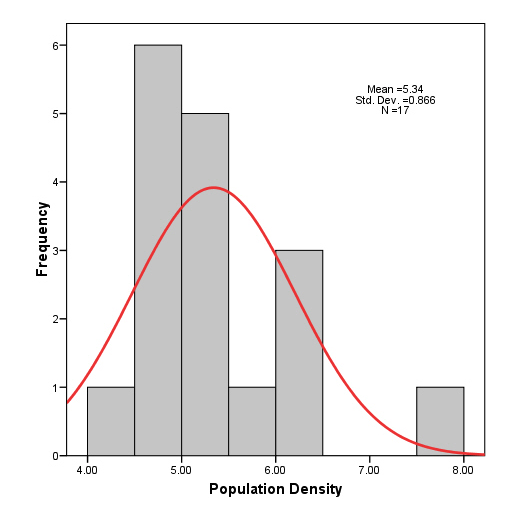 Mean =5.34
Std. Dev. =0.866
N =17
Frequency
6
5
4
3
2
1
0
4.00 5.00 6.00 7.00 8.00
Population Density